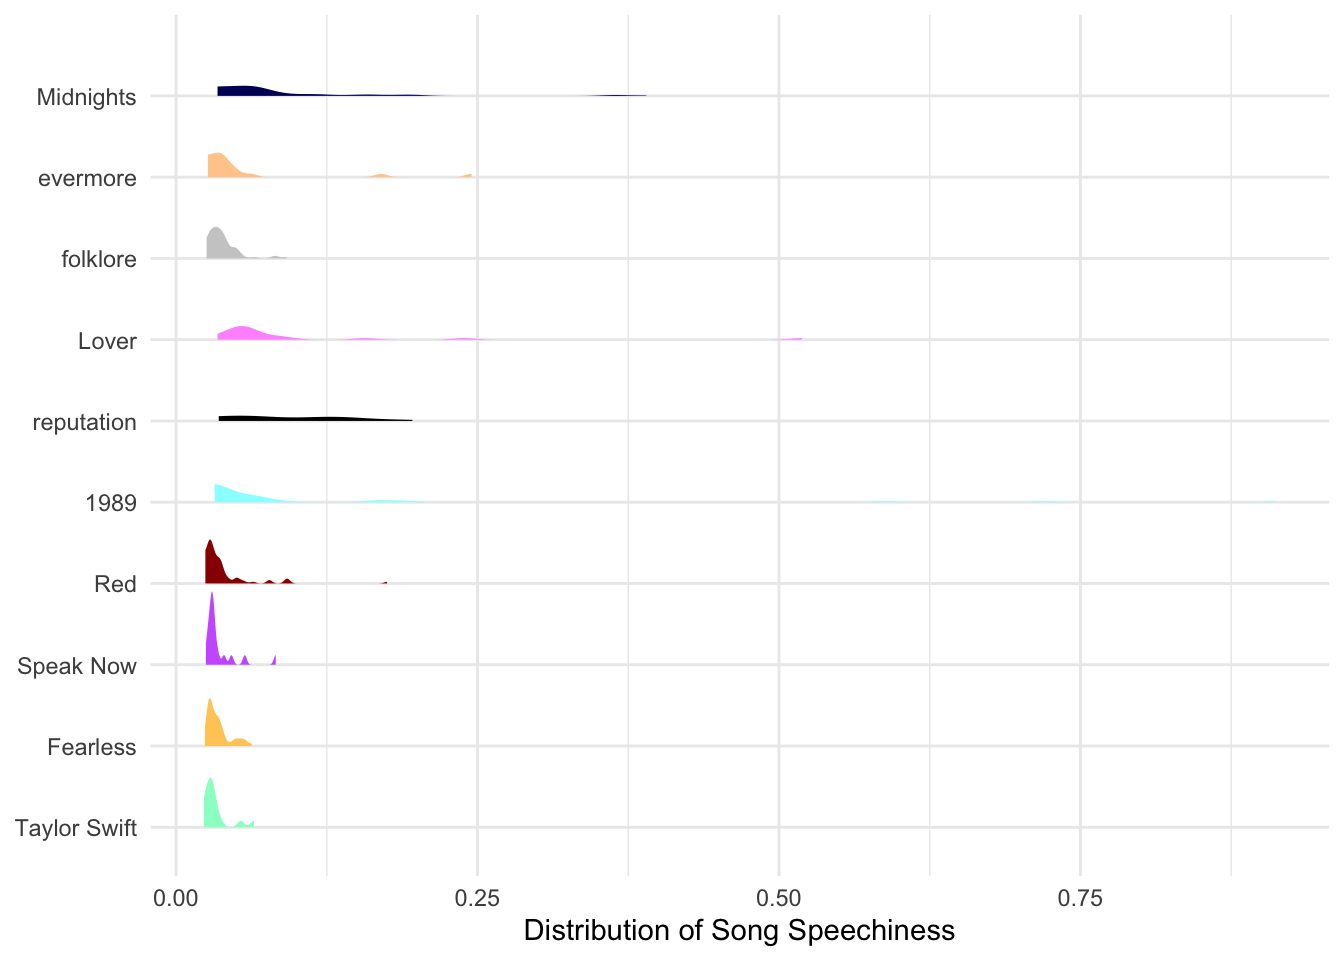 Midnights
evermore
folklore
Lover
reputation
1989
Red
Speak Now
Fearless
Taylor Swift
0.00 0.25 0.50 0.75
Distribution of Song Speechiness